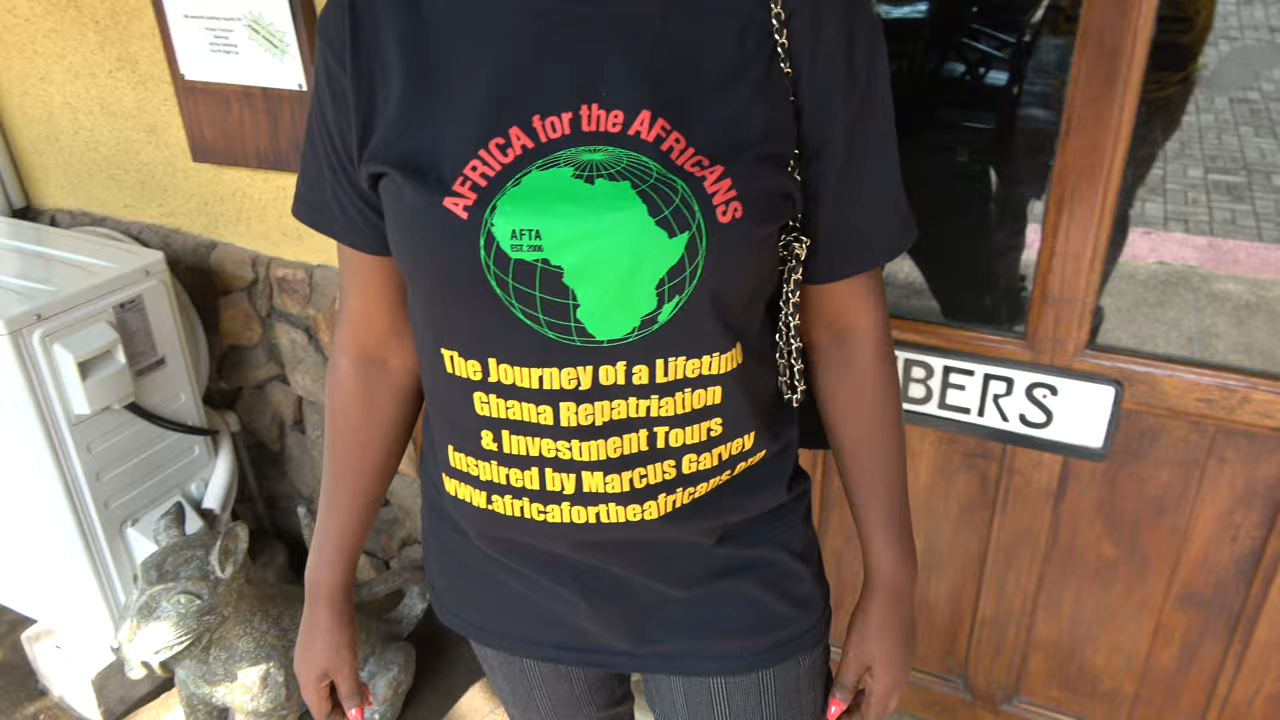 AFRICA for the AFRICANS
AFTA
EST. 2006
The Journey of a Lifetime
Ghana Repatriation
& Investment Tours
Inspired by Marcus Garvey
www.africafortheafricans.org
BERS